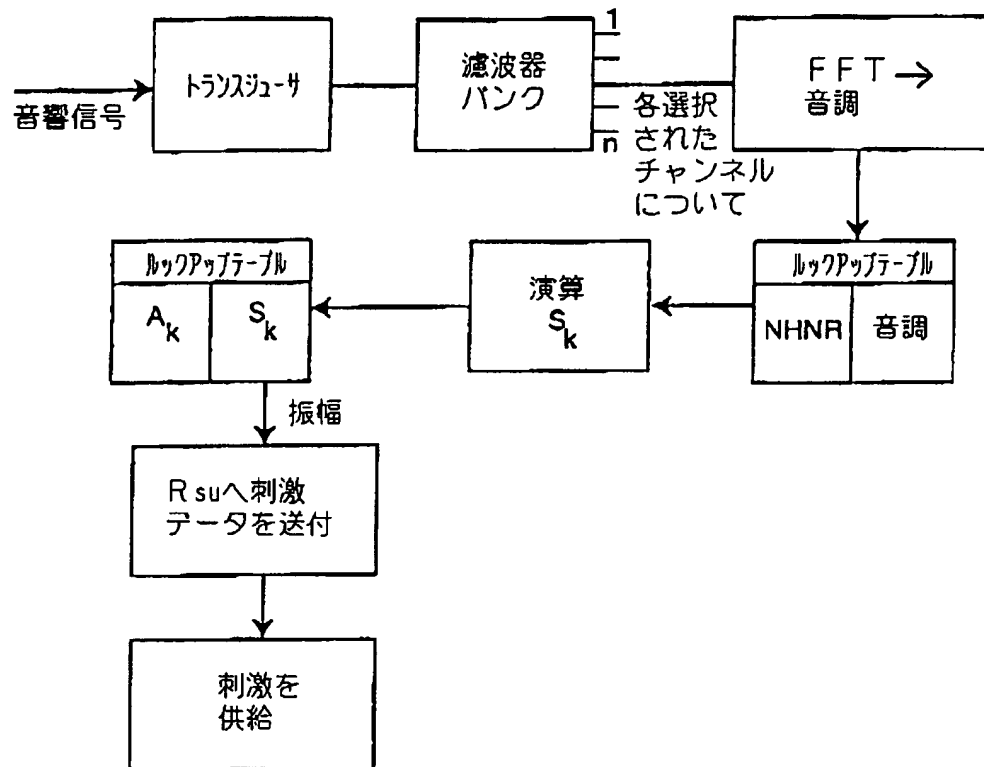 音響信号
トランスジューサ
濾波器
バンク
1
n
各選択
された
チャンネル
について
FFT→
音調
ルックアップテーブル
NHNR
音調
演算
Sk
ルックアップテーブル
Ak
Sk
振幅
Rsuへ刺激
データを送付
刺激を
供給